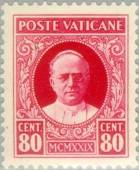 POSTE VATICANE
CENT. CENT.
80 MCMXXIX 80